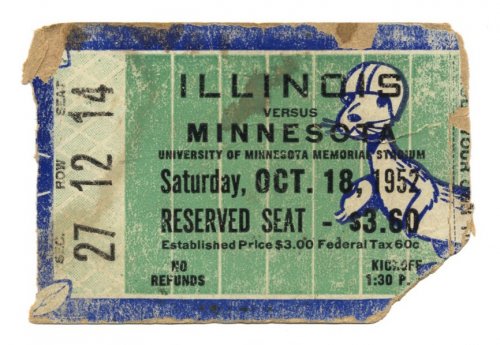 SEAT 14
ROW 12
SEC. 27
ILLINOIS
VERSUS
MINNESOTA
UNIVERSITY OF MINNESOTA MEMORIAL STADIUM
Saturday, OCT. 18, 1952
RESERVED SEAT - $3.60
Established Price $3.00 Federal Tax 60c
NO
REFUNDS
KICKOFF
1:30 P.
YOUR